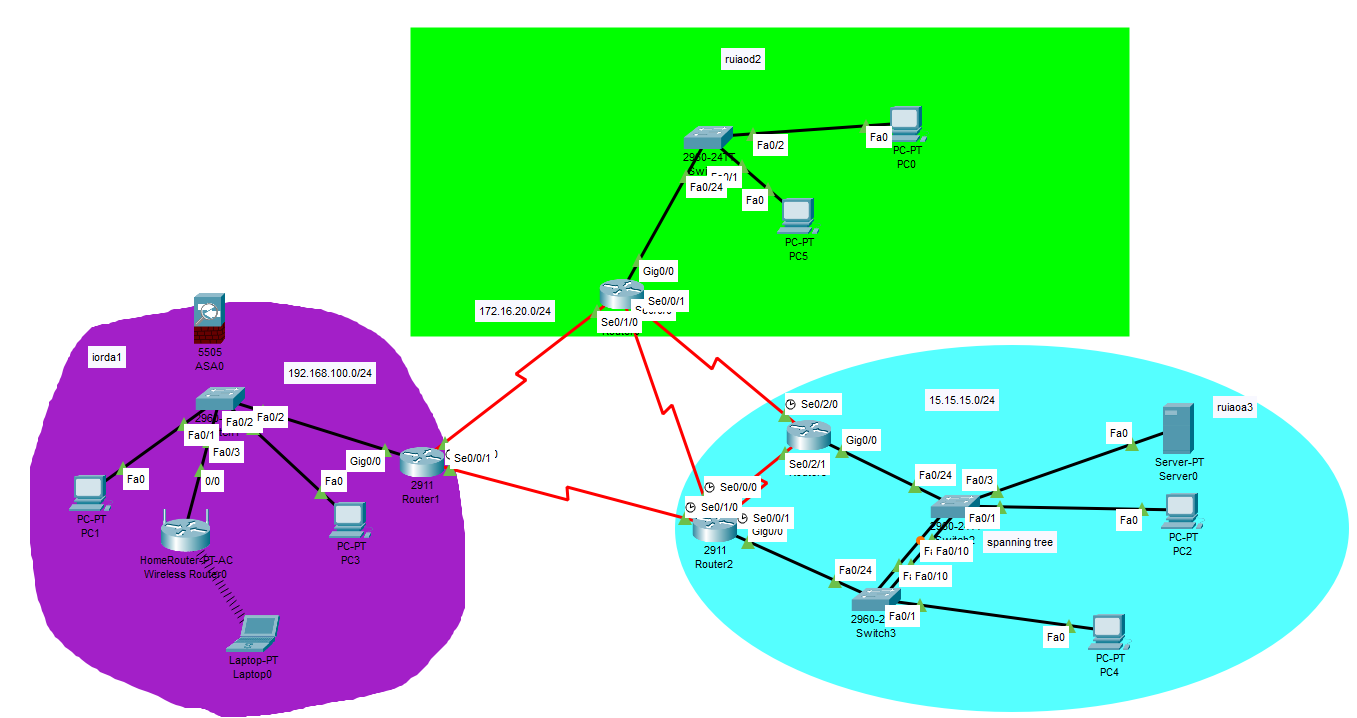 ruiaod2
Fa0/2
Fa0
PC-PT
PC0
Fa0/24
Fa0
PC-PT
PC5
Gig0/0
172.16.20.0/24
Se0/0/1
Se0/1/0
iorda1
5505
ASA0
192.168.100.0/24
Fa0/2
Fa0/2
Fa0/1
Fa0/3
Gig0/0
Se0/0/1
2911
Router1
Fa0
0/0
Fa0
PC-PT
PC1
HomeRouter-PT-AC
Wireless Router0
PC-PT
PC3
Laptop-PT
Laptop0
15.15.15.0/24
ruiaoa3
Se0/2/0
Gig0/0
Se0/2/1
Fa0
Server-PT
Server0
Fa0/24
Fa0/3
Fa0/1
Fa0
PC-PT
PC2
Se0/0/0
Se0/1/0
Se0/0/1
Gig0/0
2911
Router2
spanning tree
Fa0/10
Fa0/24
Fa0/10
Fa0/1
Switch3
Fa0
PC-PT
PC4